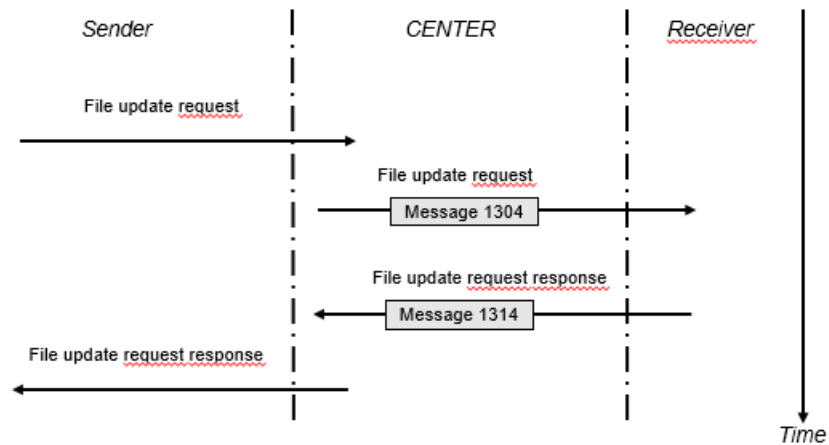 Sender
CENTER
Receiver
File update request
File update request
Message 1304
File update request response
Message 1314
File update request response
Time